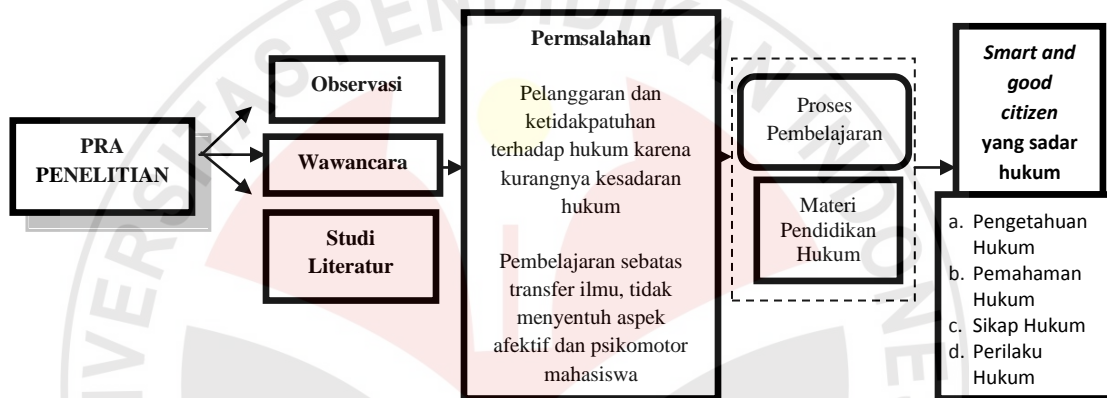 PRA
PENELITIAN
Observasi
Wawancara
Studi
Literatur
Permsalahan
Pelanggaran dan
ketidakpatuhan
terhadap hukum karena
kurangnya kesadaran
hukum
Pembelajaran sebatas
transfer ilmu, tidak
menyentuh aspek
afektif dan psikomotor
mahasiswa
Proses
Pembelajaran
Materi
Pendidikan
Hukum
Smart and
good
citizen
yang sadar
hukum
a. Pengetahuan
Hukum
b. Pemahaman
Hukum
c. Sikap Hukum
d. Perilaku
Hukum